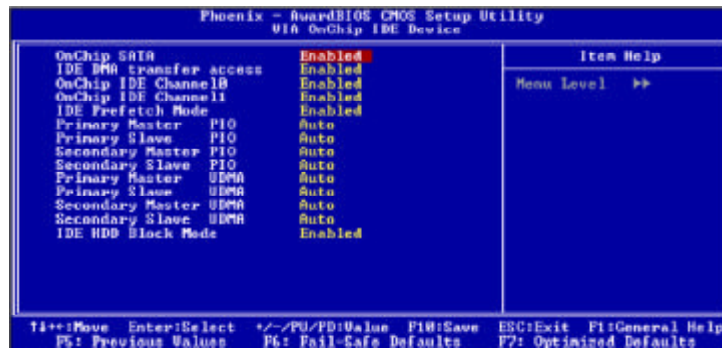 Phoenix - AwardBIOS CMOS Setup Utility
VIA OnChip IDE Device
OnChip SATA Enabled
IDE DMA transfer access Enabled
OnChip IDE Channel0 Enabled
OnChip IDE Channel1 Enabled
IDE Prefetch Mode Enabled
Primary Master PIO Auto
Primary Slave PIO Auto
Secondary Master PIO Auto
Secondary Slave PIO Auto
Primary Master UDMA Auto
Primary Slave UDMA Auto
Secondary Master UDMA Auto
Secondary Slave UDMA Auto
IDE HDD Block Mode Enabled
Item Help
Menu Level ▸▸
↑↓→←:Move Enter:Select +/-/PU/PD:Value F10:Save ESC:Exit F1:General Help
F5: Previous Values F6: Fail-Safe Defaults F7: Optimized Defaults